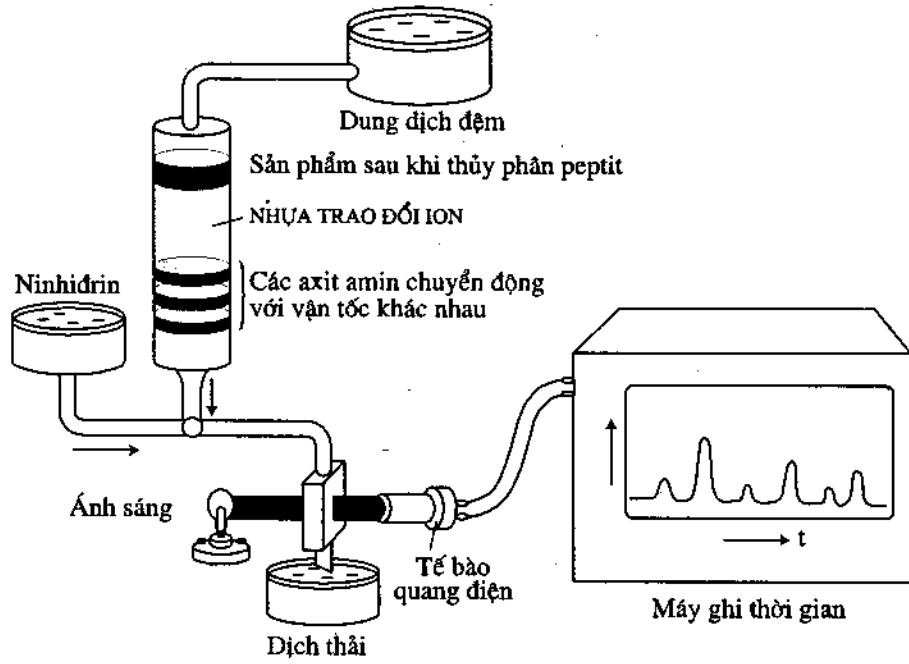 Dung dịch đệm
Sản phẩm sau khi thủy phân peptit
NHỰA TRAO ĐỔI ION
Ninhiđrin
Các axit amin chuyển động
với vận tốc khác nhau
Ánh sáng
Tế bào
quang điện
t
Máy ghi thời gian
Dịch thải